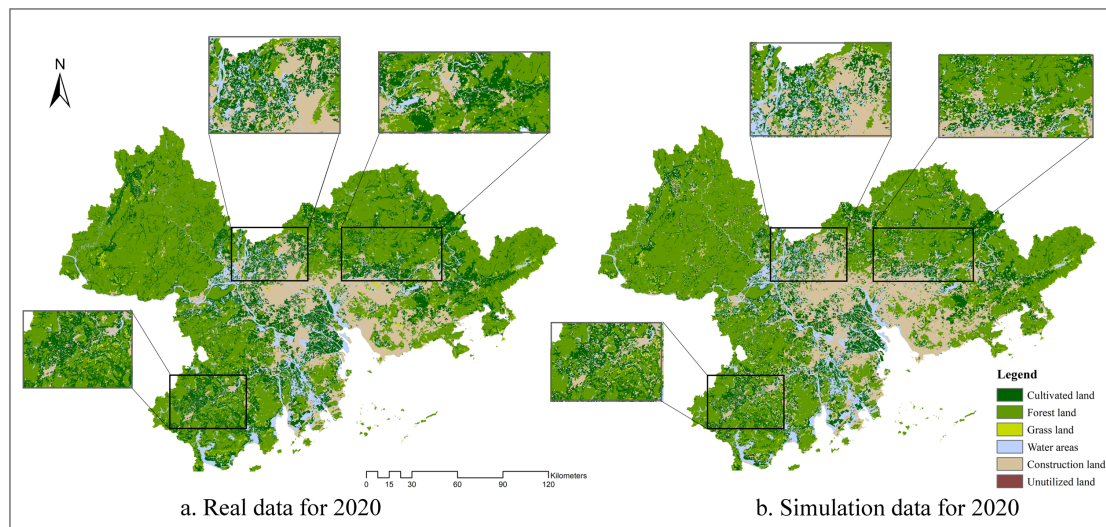 N
Legend
Cultivated land
Forest land
Grass land
Water areas
Construction land
Unutilized land
Kilometers
0 15 30 60 90 120
a. Real data for 2020
b. Simulation data for 2020